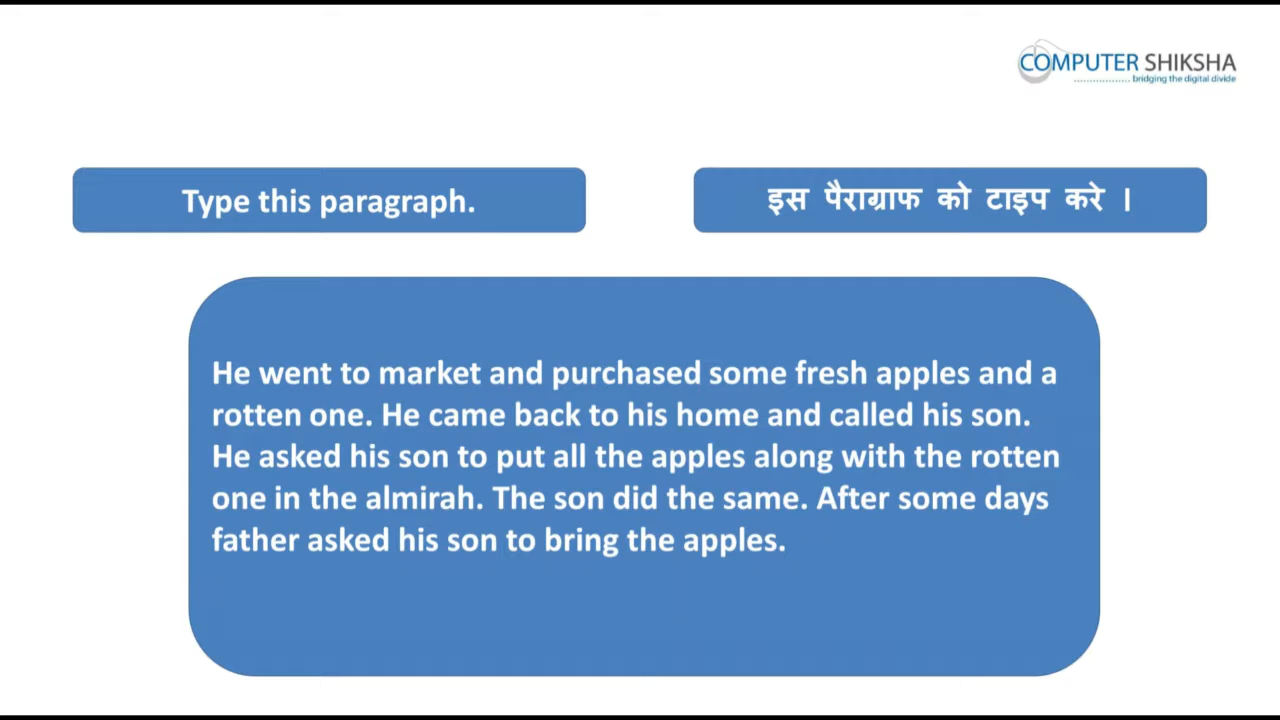 COMPUTER SHIKSHA
bridging the digital divide
Type this paragraph.
इस पैराग्राफ को टाइप करे ।
He went to market and purchased some fresh apples and a
rotten one. He came back to his home and called his son.
He asked his son to put all the apples along with the rotten
one in the almirah. The son did the same. After some days
father asked his son to bring the apples.